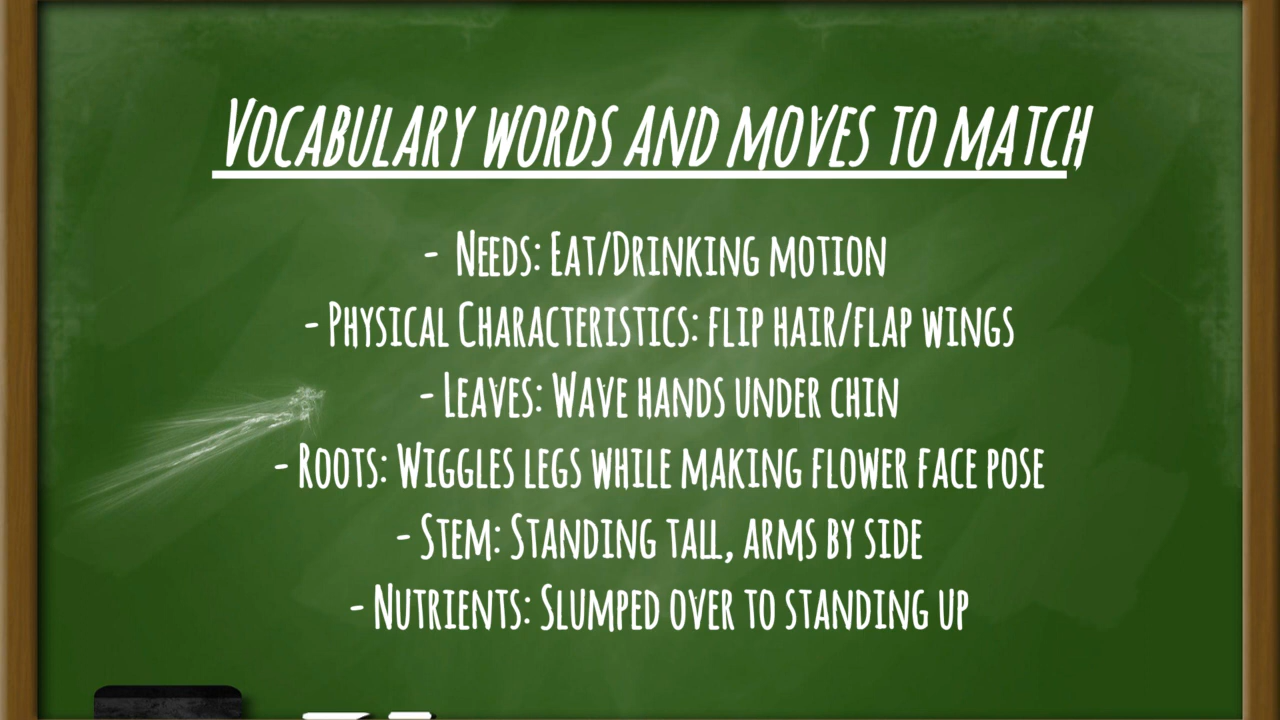 Vocabulary words and moves to match
- Needs: Eat/Drinking motion
- Physical Characteristics: flip hair/flap wings
- Leaves: Wave hands under chin
- Roots: Wiggles legs while making flower face pose
- Stem: Standing tall, arms by side
- Nutrients: Slumped over to standing up